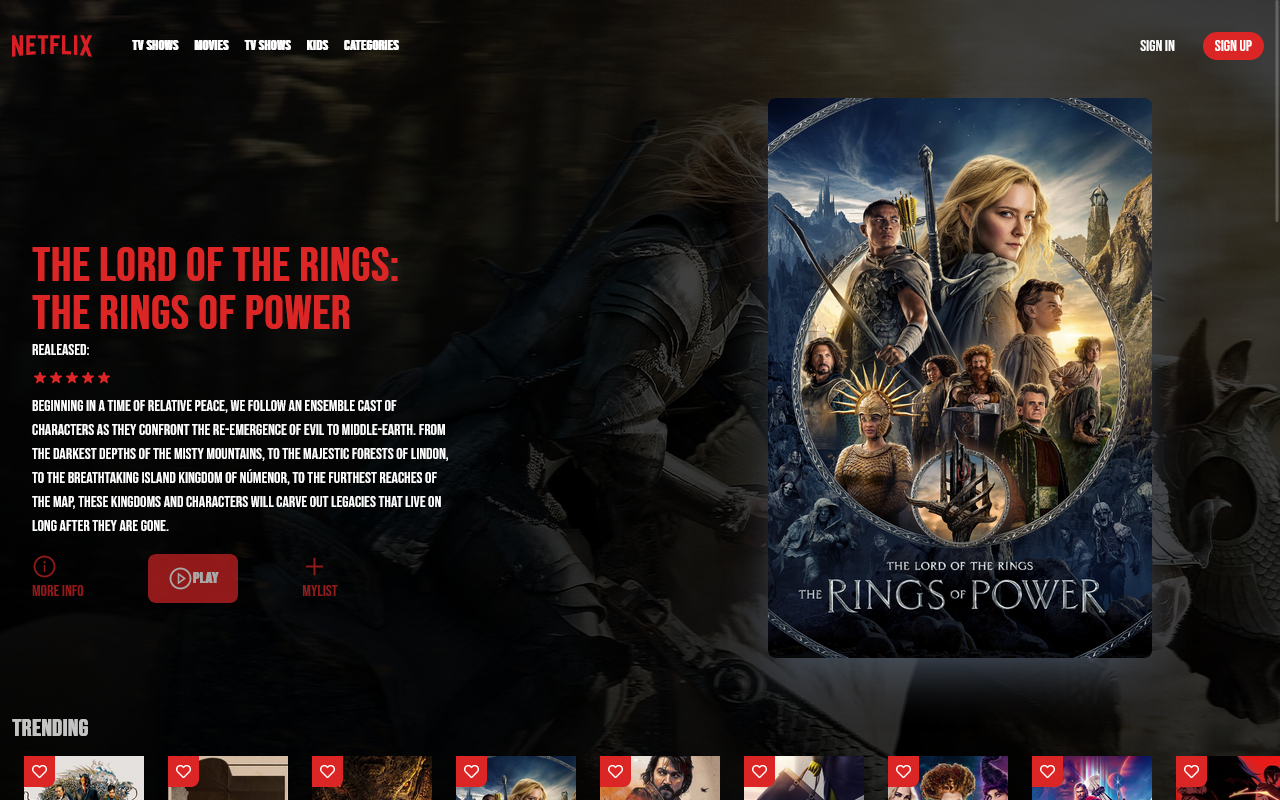 NETFLIX
TV SHOWS MOVIES TV SHOWS KIDS CATEGORIES
SIGN IN SIGN UP
THE LORD OF THE RINGS:
THE RINGS OF POWER
REALEASED:
BEGINNING IN A TIME OF RELATIVE PEACE, WE FOLLOW AN ENSEMBLE CAST OF
CHARACTERS AS THEY CONFRONT THE RE-EMERGENCE OF EVIL TO MIDDLE-EARTH. FROM
THE DARKEST DEPTHS OF THE MISTY MOUNTAINS, TO THE MAJESTIC FORESTS OF LINDON,
TO THE BREATHTAKING ISLAND KINGDOM OF NÚMENOR, TO THE FURTHEST REACHES OF
THE MAP, THESE KINGDOMS AND CHARACTERS WILL CARVE OUT LEGACIES THAT LIVE ON
LONG AFTER THEY ARE GONE.
MORE INFO
PLAY
MYLIST
THE LORD OF THE RINGS
THE RINGS OF POWER
TRENDING